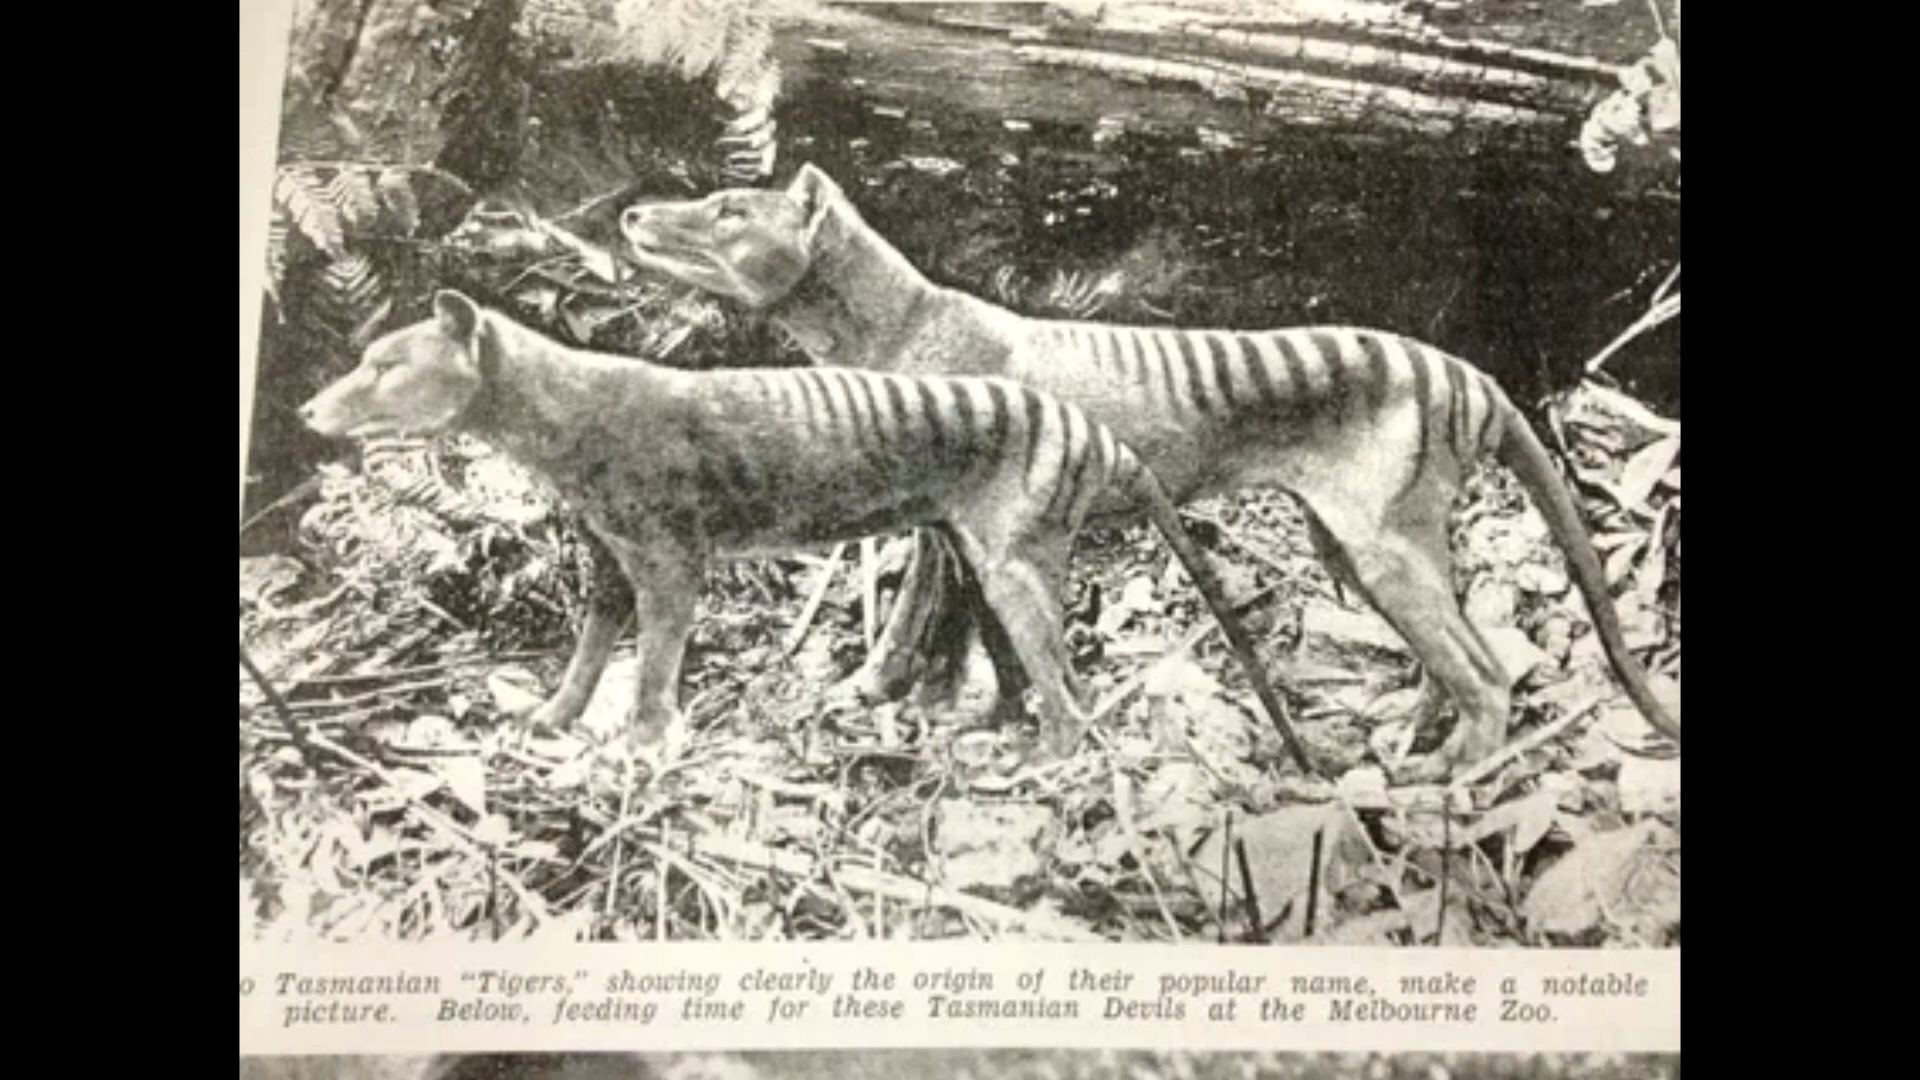 o Tasmanian "Tigers," showing clearly the origin of their popular name, make a notable
picture. Below, feeding time for these Tasmanian Devils at the Melbourne Zoo.